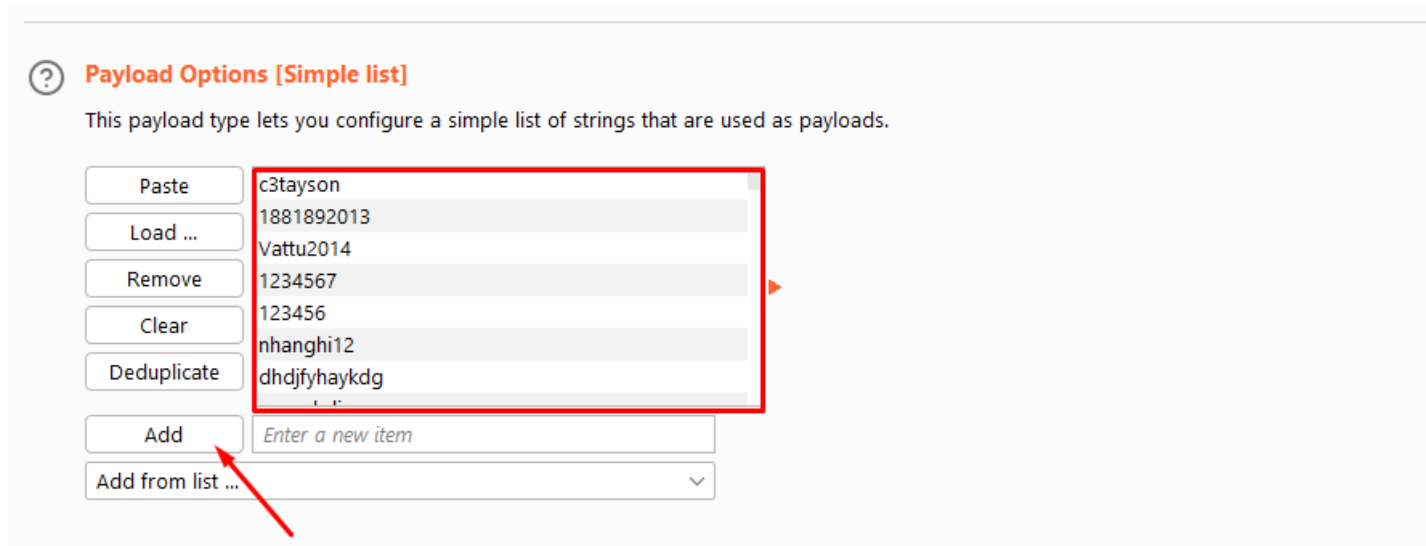 Payload Options [Simple list]
This payload type lets you configure a simple list of strings that are used as payloads.
Paste
Load ...
Remove
Clear
Deduplicate
c3tayson
1881892013
Vattu2014
1234567
123456
nhanghi12
dhdjfyhaykdg
Add
Enter a new item
Add from list ...